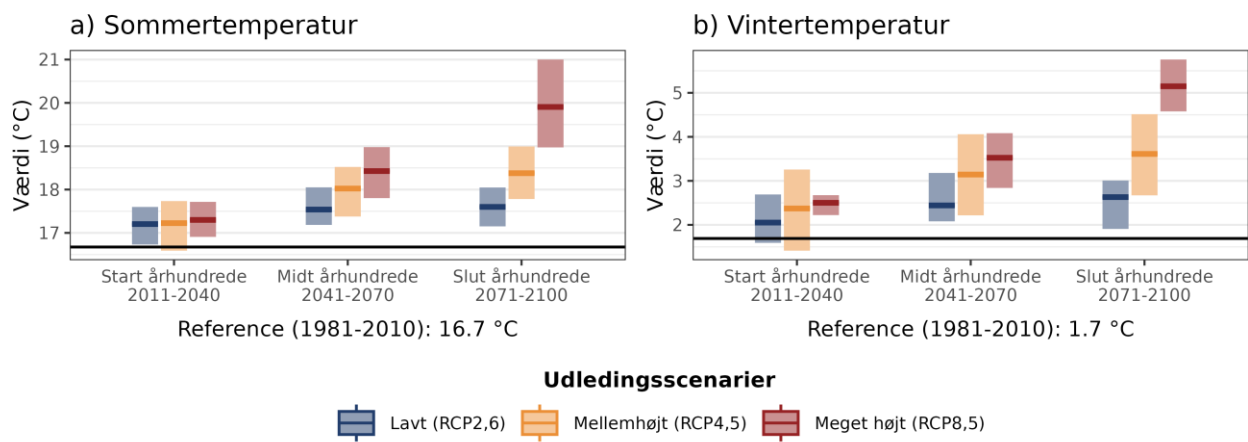 a) Sommertemperatur
Værdi (°C)
21
20
19
18
17
Start århundrede
2011-2040
Midt århundrede
2041-2070
Slut århundrede
2071-2100
Reference (1981-2010): 16.7 °C
b) Vintertemperatur
Værdi (°C)
5
4
3
2
Start århundrede
2011-2040
Midt århundrede
2041-2070
Slut århundrede
2071-2100
Reference (1981-2010): 1.7 °C
Udledingsscenarier
Lavt (RCP2,6)
Mellemhøjt (RCP4,5)
Meget højt (RCP8,5)